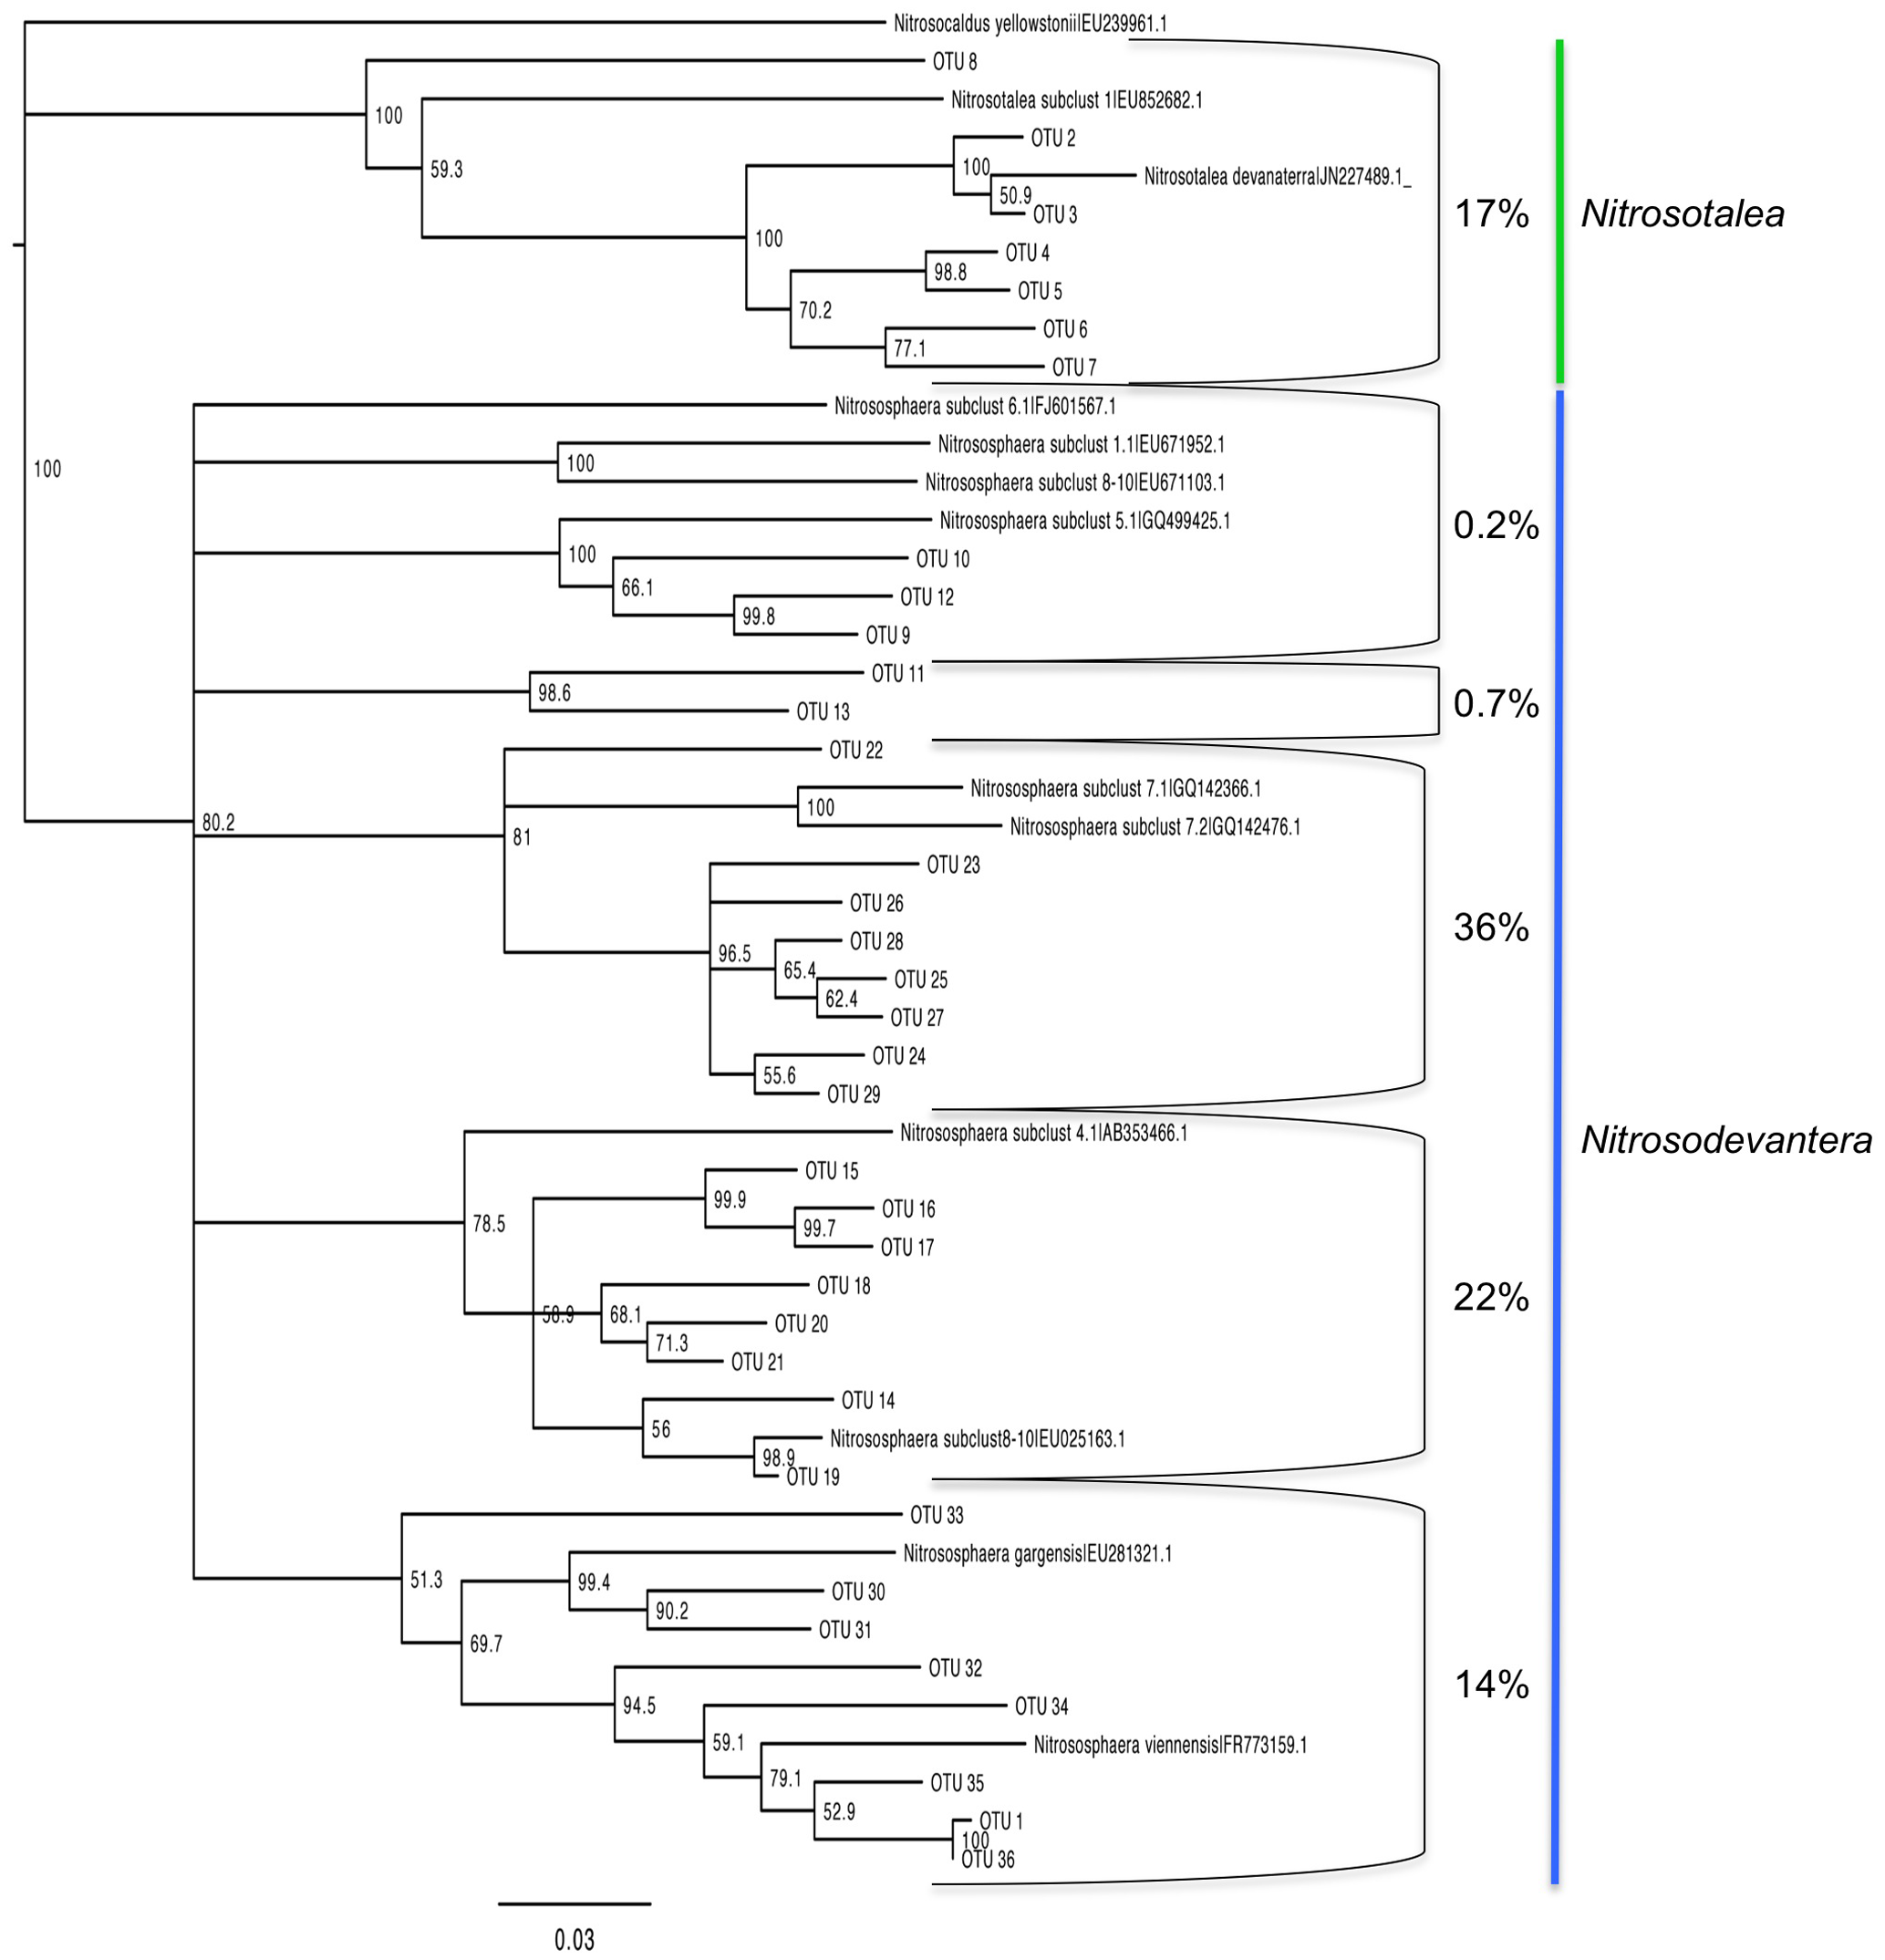 Nitrosocaldus yellowstonii|EU239961.1
OTU 8
100
Nitrosotalea subclust 1|EU852682.1
59.3
OTU 2
100
Nitrosotalea devanaterra|JN227489.1_
50.9
OTU 3
17%
Nitrosotalea
100
OTU 4
98.8
OTU 5
70.2
OTU 6
77.1
OTU 7
Nitrososphaera subclust 6.1|FJ601567.1
Nitrososphaera subclust 1.1|EU671952.1
100
100
Nitrososphaera subclust 8-10|EU671103.1
Nitrososphaera subclust 5.1|GQ499425.1
0.2%
100
OTU 10
66.1
OTU 12
99.8
OTU 9
OTU 11
98.6
OTU 13
0.7%
OTU 22
Nitrososphaera subclust 7.1|GQ142366.1
100
Nitrososphaera subclust 7.2|GQ142476.1
80.2
81
OTU 23
OTU 26
36%
OTU 28
96.5
65.4
OTU 25
62.4
OTU 27
OTU 24
55.6
OTU 29
Nitrososphaera subclust 4.1|AB353466.1
Nitrosodevantera
OTU 15
99.9
OTU 16
78.5
99.7
OTU 17
OTU 18
22%
58.9
68.1
OTU 20
71.3
OTU 21
OTU 14
56
Nitrososphaera subclust8-10|EU025163.1
98.9
OTU 19
OTU 33
Nitrososphaera gargensis|EU281321.1
51.3
99.4
OTU 30
90.2
OTU 31
69.7
OTU 32
14%
94.5
OTU 34
59.1
Nitrososphaera viennensis|FR773159.1
79.1
OTU 35
52.9
OTU 1
100
OTU 36
0.03